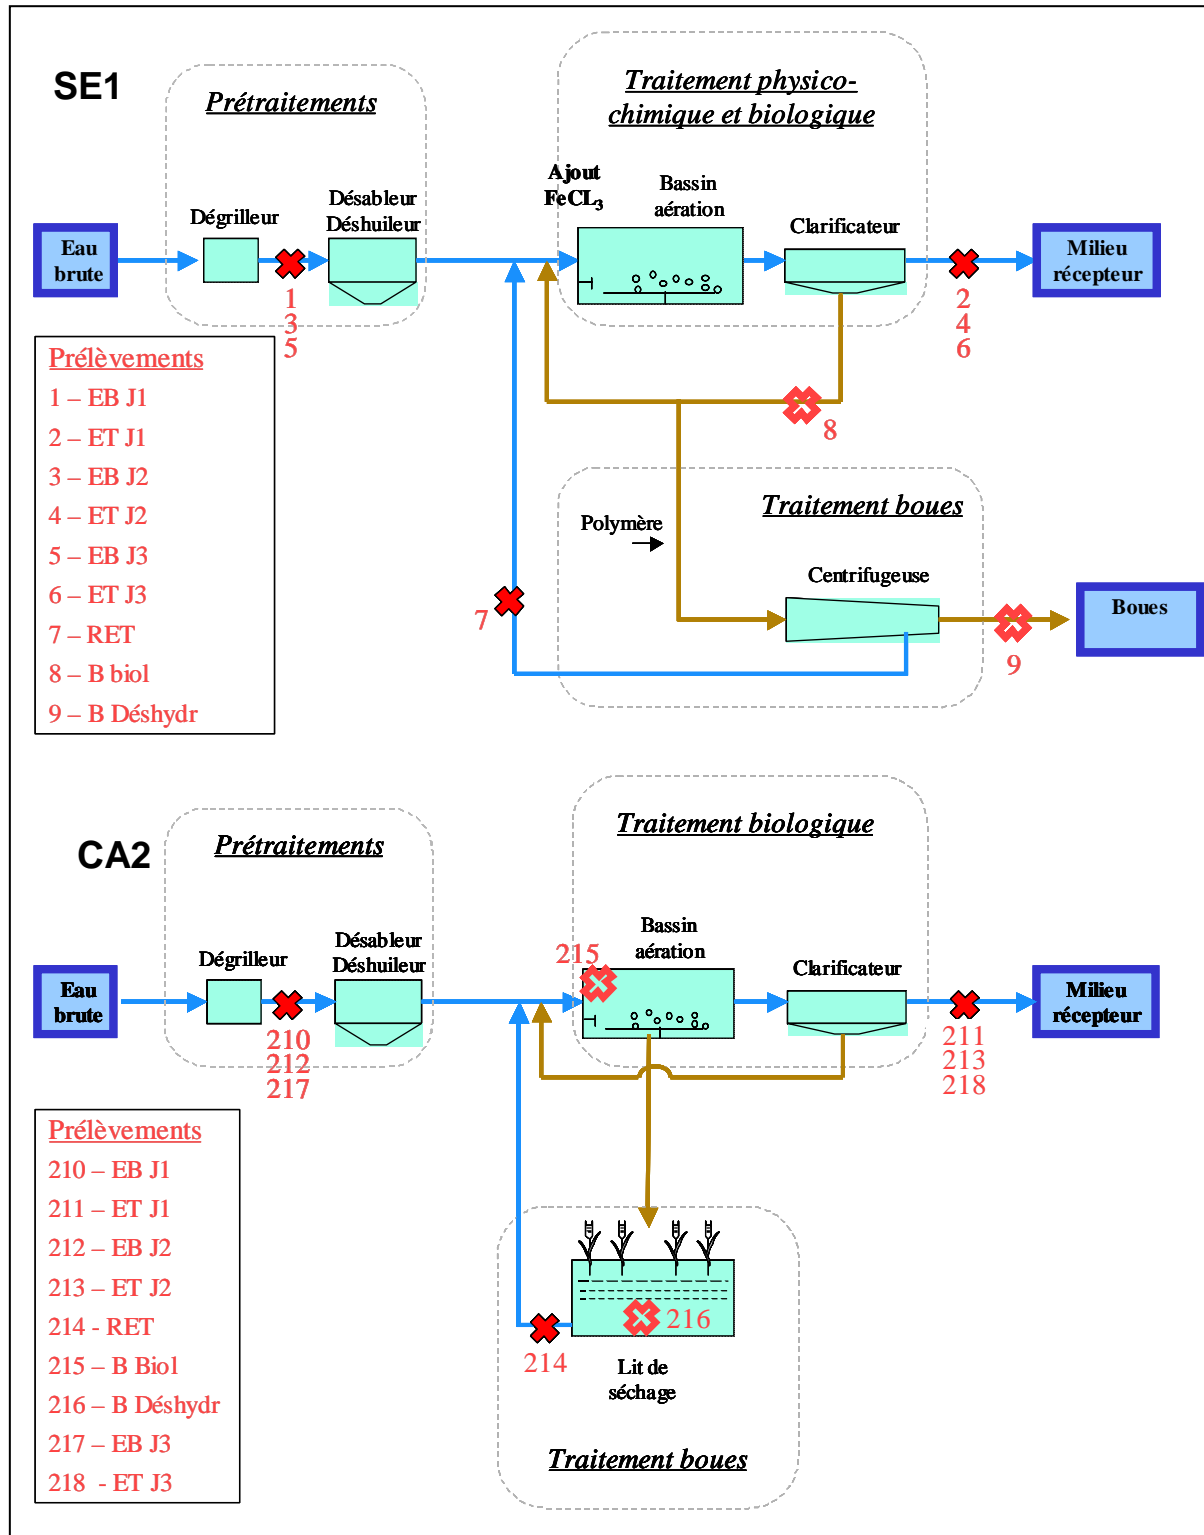 SE1
Prétraitements
Traitement physico-
chimique et biologique
Ajout
FeCL3
Bassin
aération
Désableur
Déshuileur
Dégrilleur
Clarificateur
Eau
brute
Milieu
récepteur
1
3
5
2
4
6
Prélèvements
1 – EB J1
2 – ET J1
3 – EB J2
4 – ET J2
5 – EB J3
6 – ET J3
7 – RET
8 – B biol
9 – B Déshydr
8
Traitement boues
Polymère
Centrifugeuse
7
Boues
9
CA2
Prétraitements
Traitement biologique
Bassin
aération
Désableur
Déshuileur
Dégrilleur
215
Clarificateur
Eau
brute
Milieu
récepteur
210
212
217
211
213
218
Prélèvements
210 – EB J1
211 – ET J1
212 – EB J2
213 – ET J2
214 - RET
215 – B Biol
216 – B Déshydr
217 – EB J3
218 - ET J3
216
214
Lit de
séchage
Traitement boues